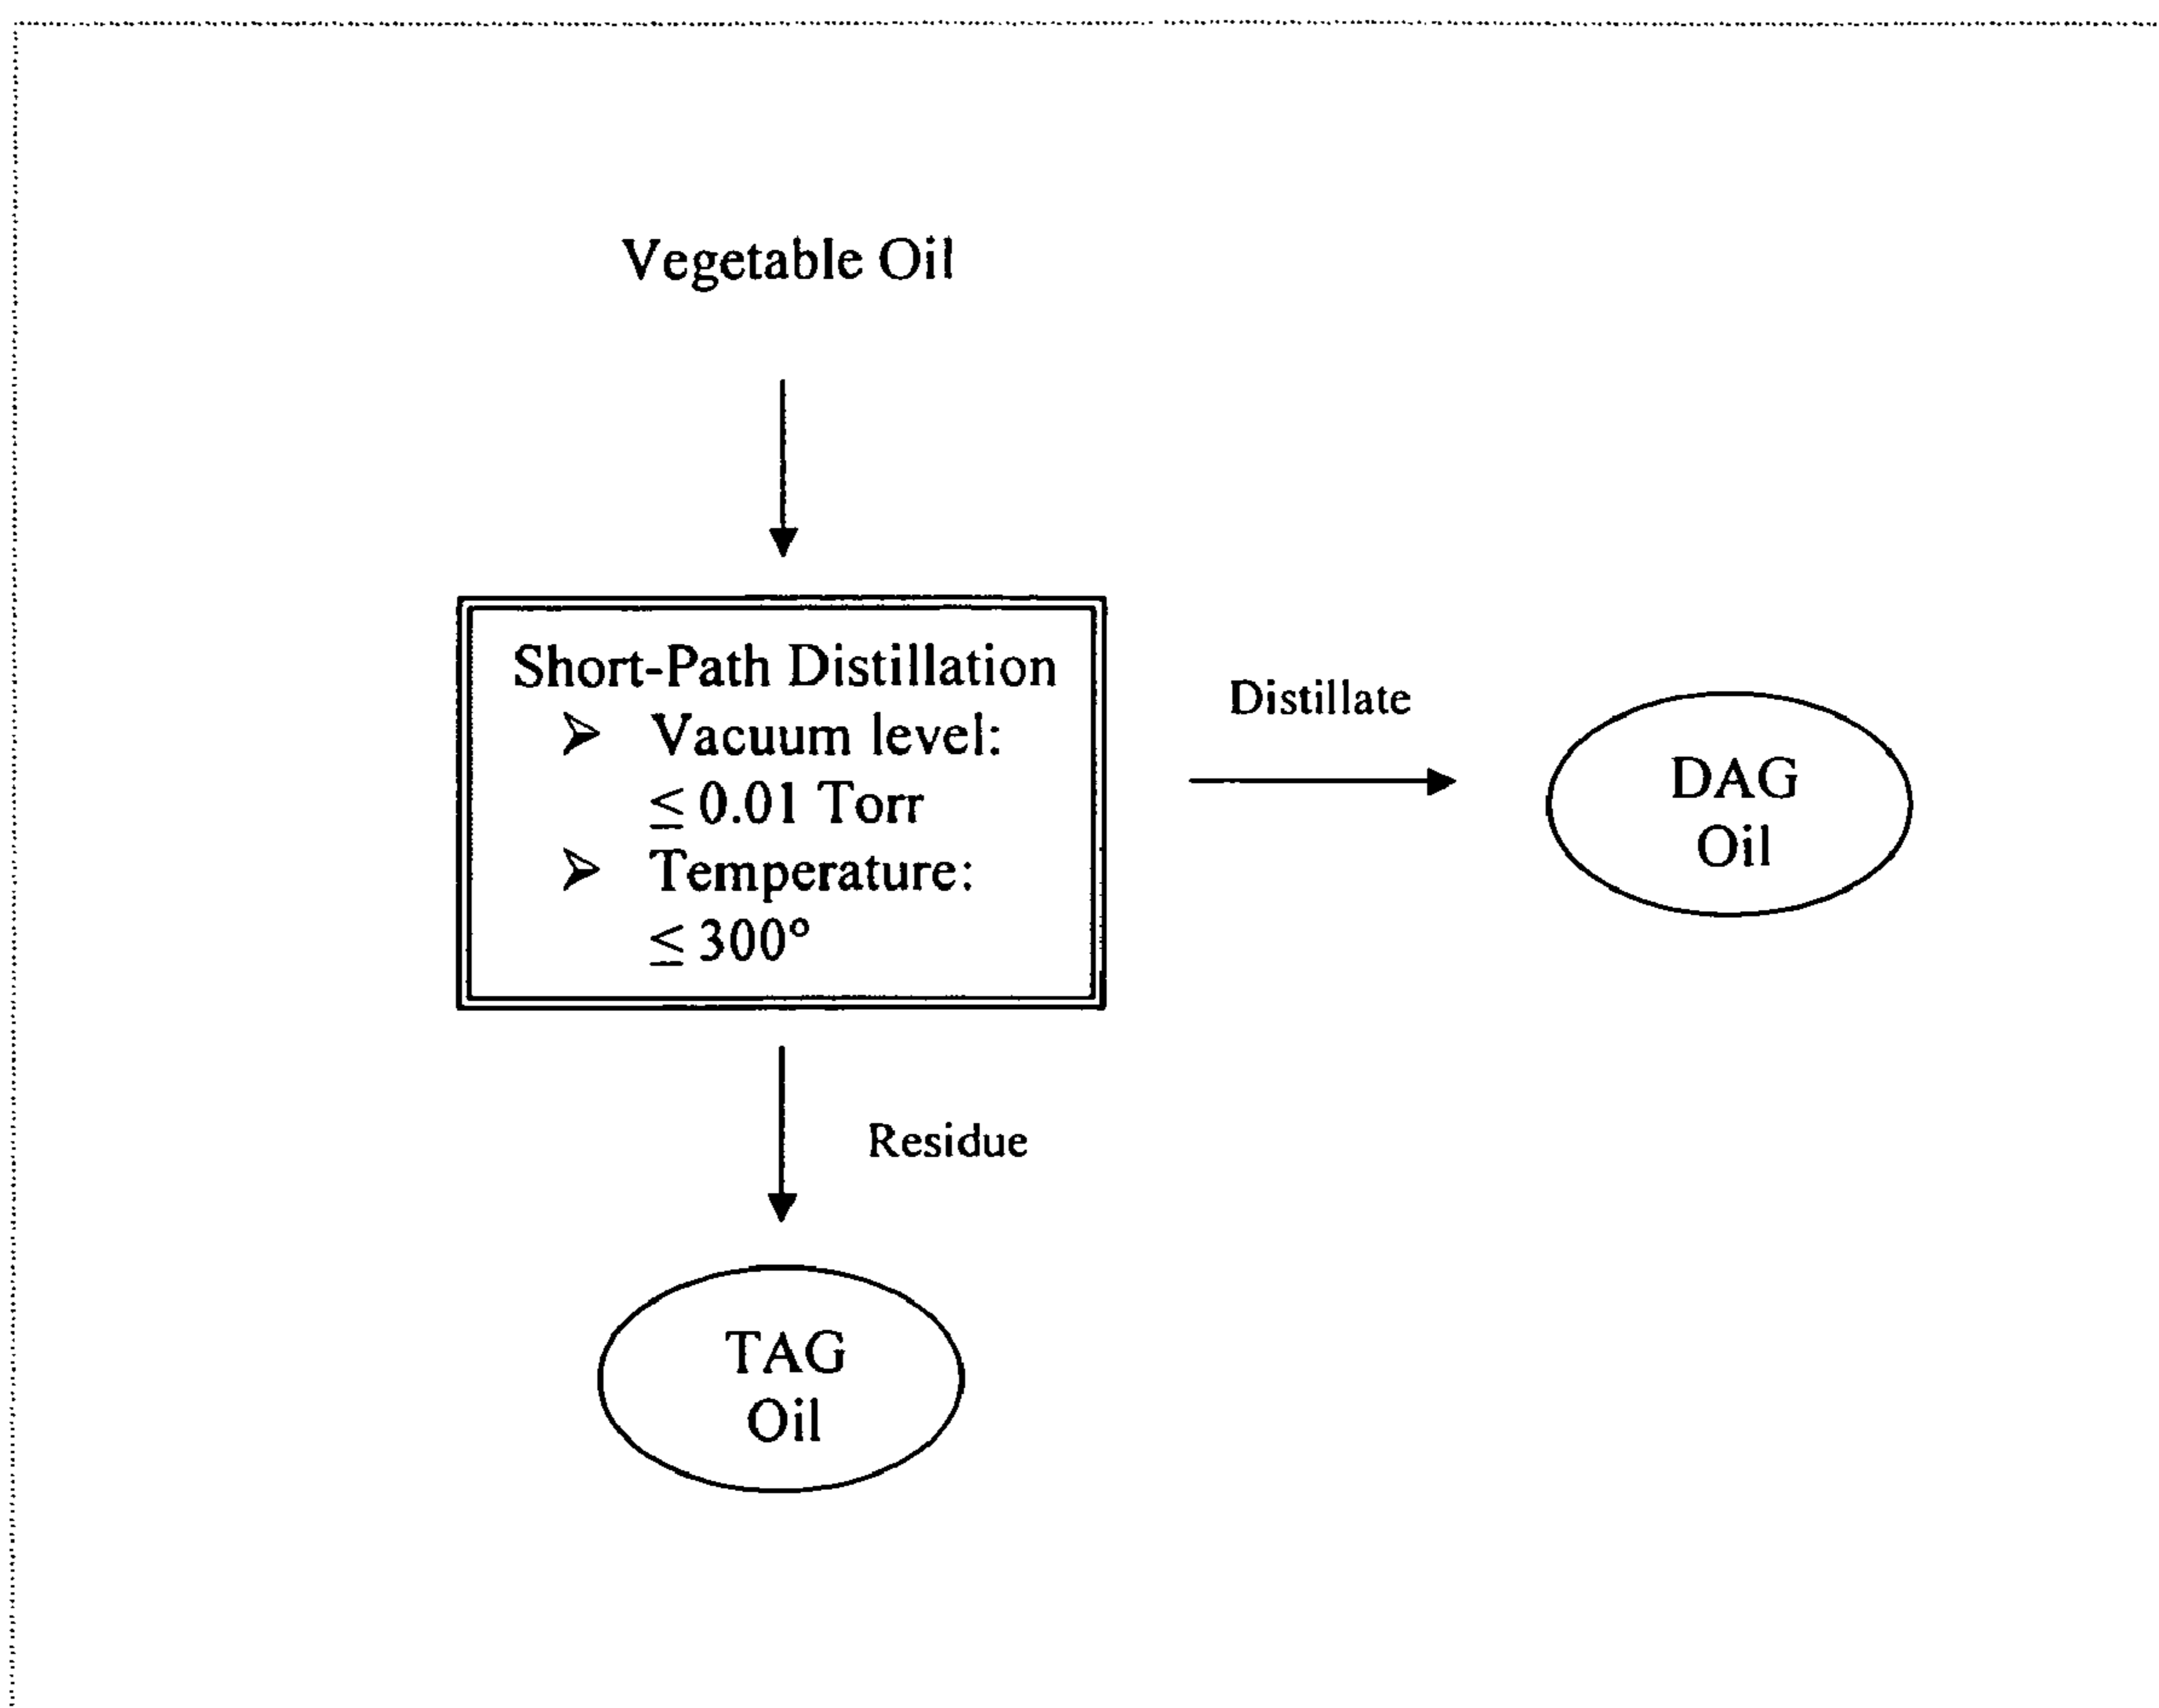 Vegetable Oil
Short-Path Distillation
➢ Vacuum level:
≤ 0.01 Torr
➢ Temperature:
≤ 300°
Distillate
DAG
Oil
Residue
TAG
Oil